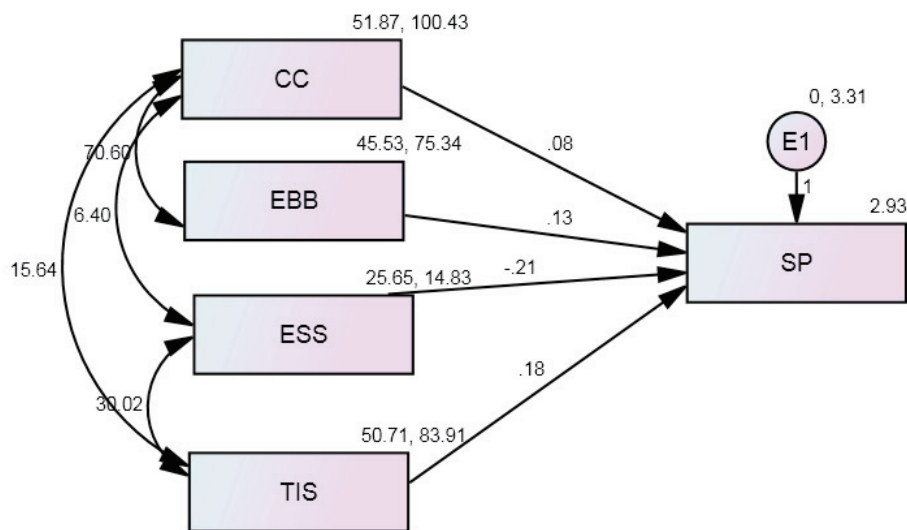 51.87, 100.43
CC
0, 3.31
E1
.08
1
70.60
45.53, 75.34
EBB
.13
2.93
SP
6.40
-.21
15.64
25.65, 14.83
ESS
.18
30.02
50.71, 83.91
TIS